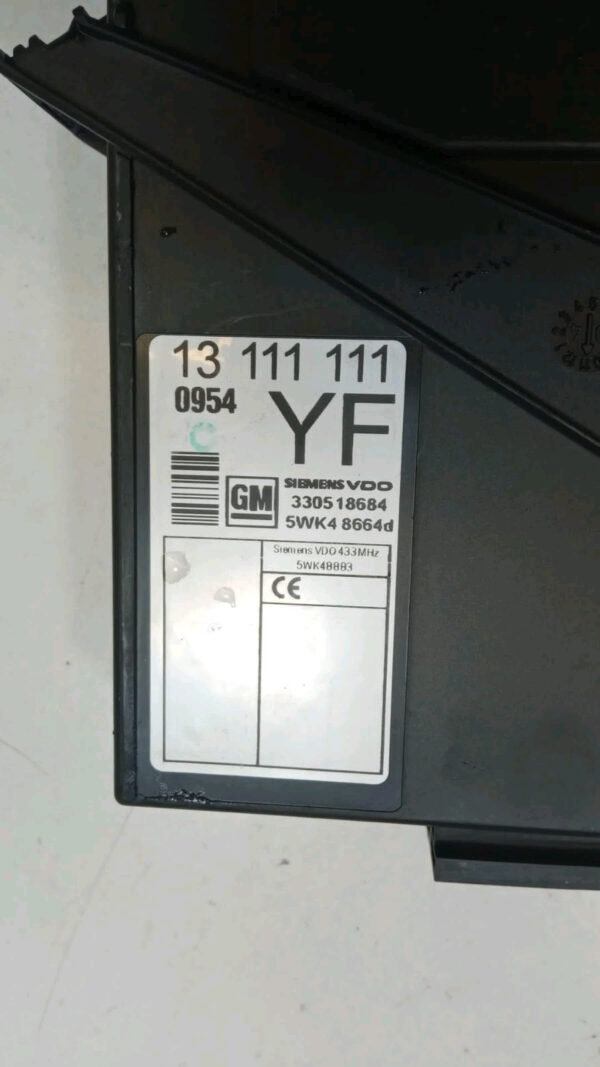 13 111 111
0954 YF
C
GM
SIEMENS VDO
330518684
5WK4 8664d
Siemens VDO 433MHz
5WK48883
CE